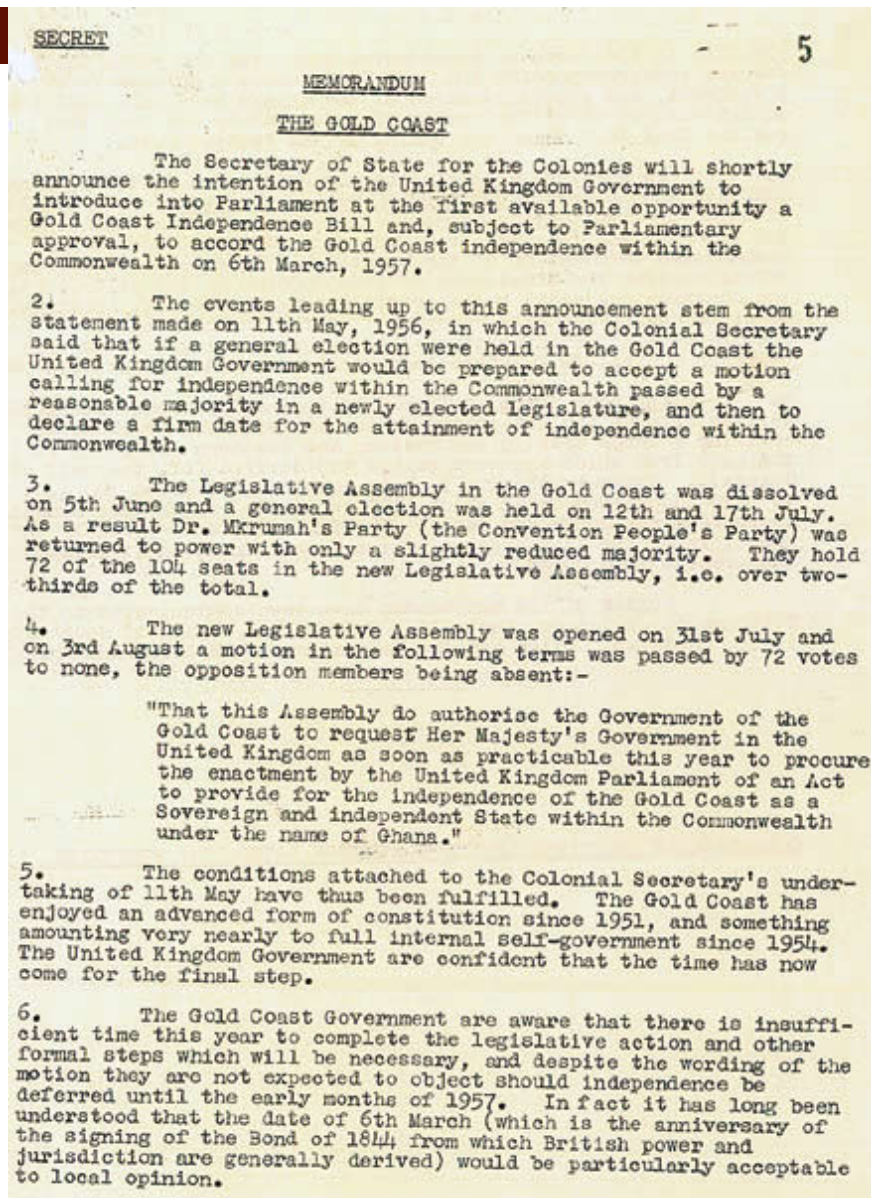 SECRET
5
MEMORANDUM
THE GOLD COAST
The Secretary of State for the Colonies will shortly
announce the intention of the United Kingdom Government to
introduce into Parliament at the first available opportunity a
Gold Coast Independence Bill and, subject to Parliamentary
approval, to accord the Gold Coast independence within the
Commonwealth on 6th March, 1957.
2. The events leading up to this announcement stem from the
statement made on 11th May, 1956, in which the Colonial Secretary
said that if a general election were held in the Gold Coast the
United Kingdom Government would be prepared to accept a motion
calling for independence within the Commonwealth passed by a
reasonable majority in a newly elected legislature, and then to
declare a firm date for the attainment of independence within the
Commonwealth.
3. The Legislative Assembly in the Gold Coast was dissolved
on 5th June and a general election was held on 12th and 17th July.
As a result Dr. Mkrumah's Party (the Convention People's Party) was
returned to power with only a slightly reduced majority. They hold
72 of the 104 seats in the new Legislative Assembly, i.e. over two-
thirds of the total.
4. The new Legislative Assembly was opened on 31st July and
on 3rd August a motion in the following terms was passed by 72 votes
to none, the opposition members being absent:-
"That this Assembly do authorise the Government of the
Gold Coast to request Her Majesty's Government in the
United Kingdom as soon as practicable this year to procure
the enactment by the United Kingdom Parliament of an Act
to provide for the independence of the Gold Coast as a
Sovereign and independent State within the Commonwealth
under the name of Ghana."
5. The conditions attached to the Colonial Secretary's under-
taking of 11th May have thus been fulfilled. The Gold Coast has
enjoyed an advanced form of constitution since 1951, and something
amounting very nearly to full internal self-government since 1954.
The United Kingdom Government are confident that the time has now
come for the final step.
6. The Gold Coast Government are aware that there is insuffi-
cient time this year to complete the legislative action and other
formal steps which will be necessary, and despite the wording of the
motion they are not expected to object should independence be
deferred until the early months of 1957. In fact it has long been
understood that the date of 6th March (which is the anniversary of
the signing of the Bond of 1844 from which British power and
jurisdiction are generally derived) would be particularly acceptable
to local opinion.